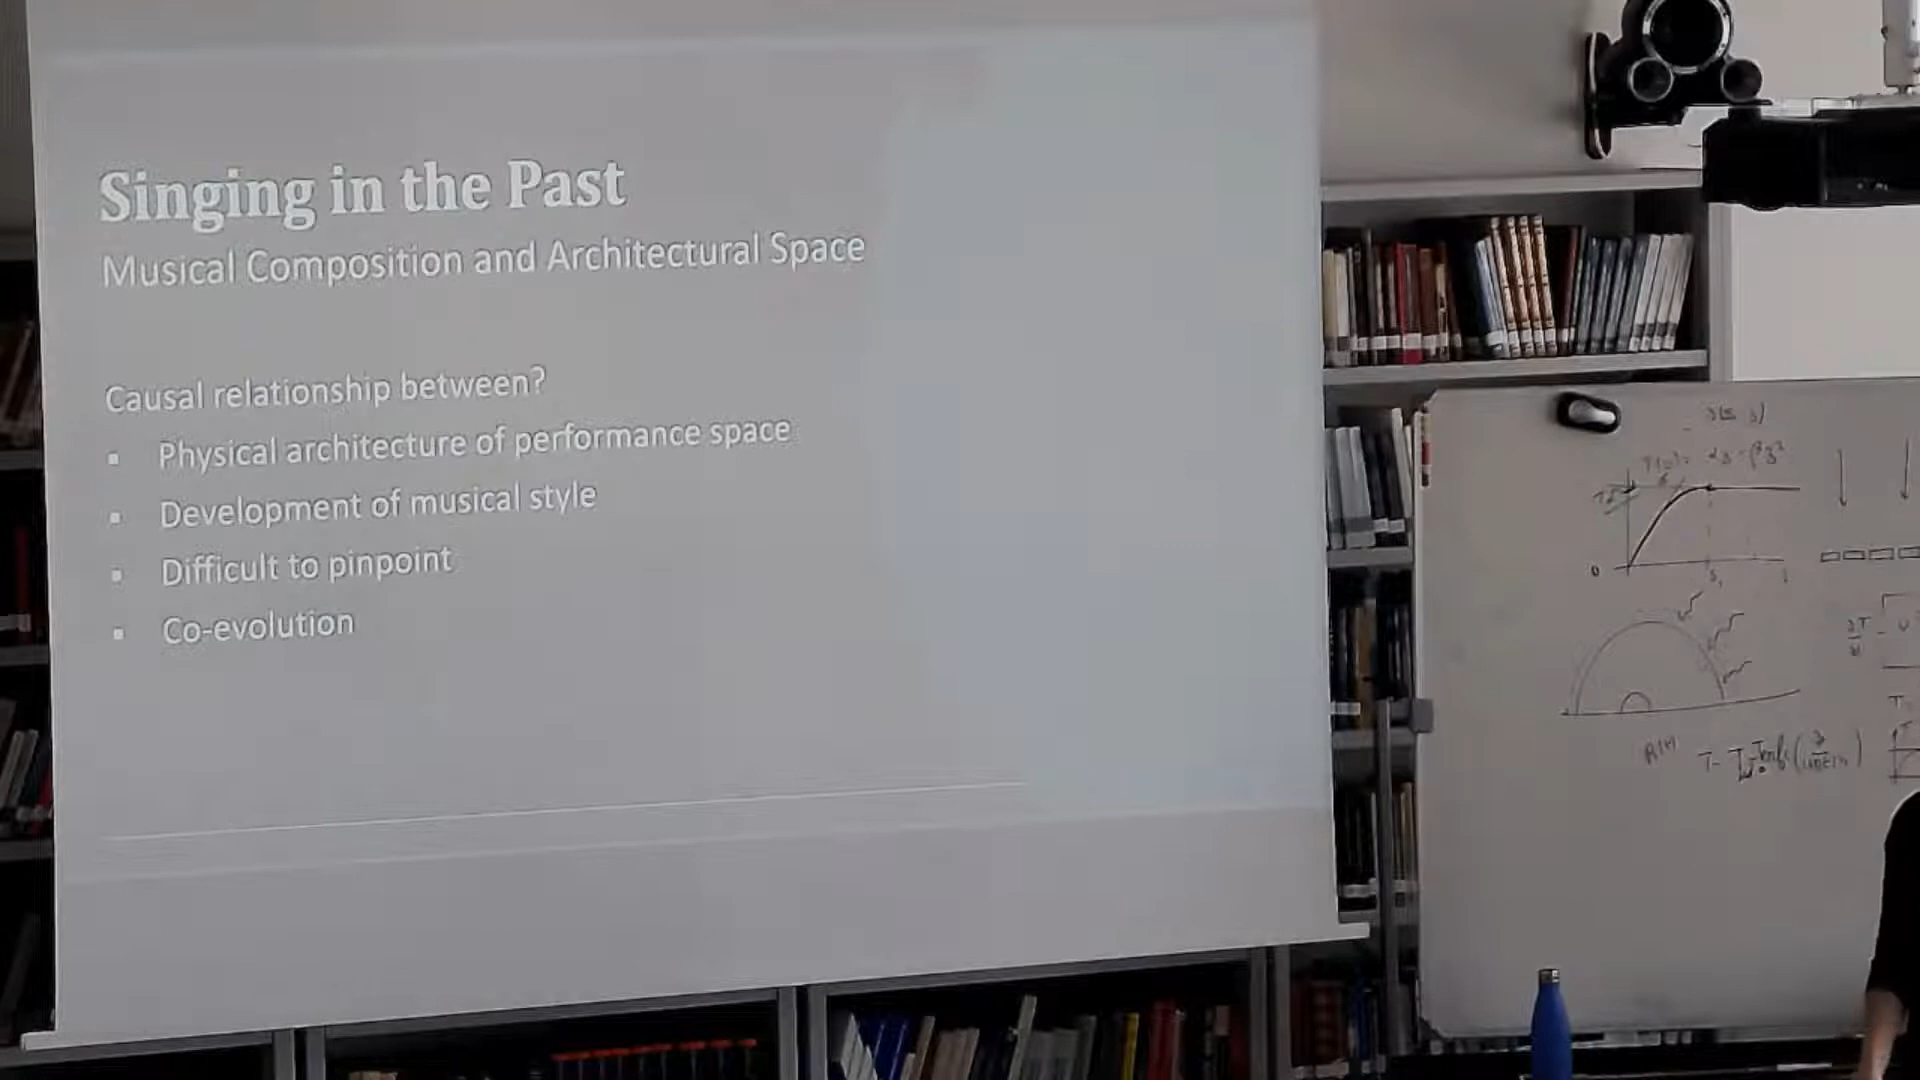 Singing in the Past
Musical Composition and Architectural Space
Causal relationship between?
▪ Physical architecture of performance space
▪ Development of musical style
▪ Difficult to pinpoint
▪ Co-evolution